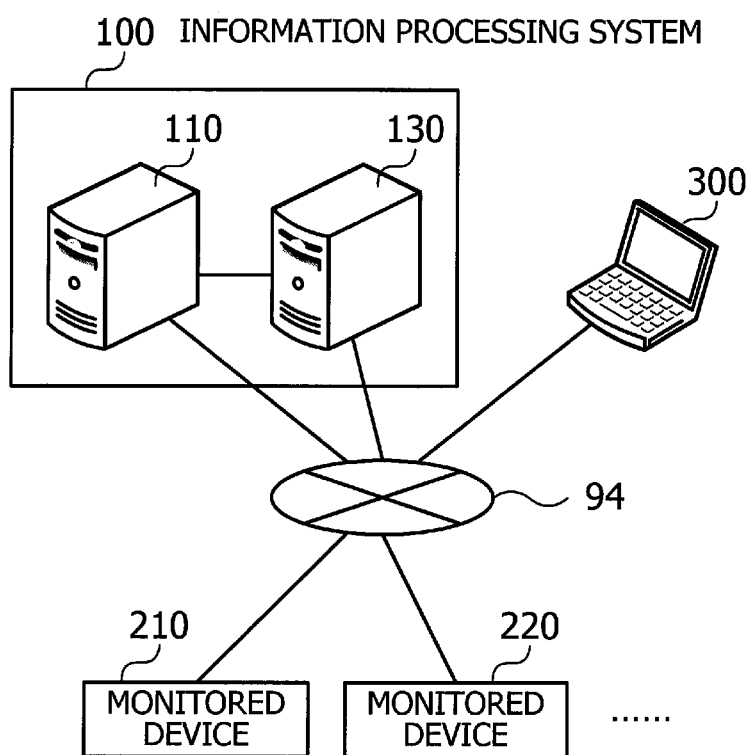 100 INFORMATION PROCESSING SYSTEM
110
130
300
94
210
220
MONITORED
DEVICE
MONITORED
DEVICE
......